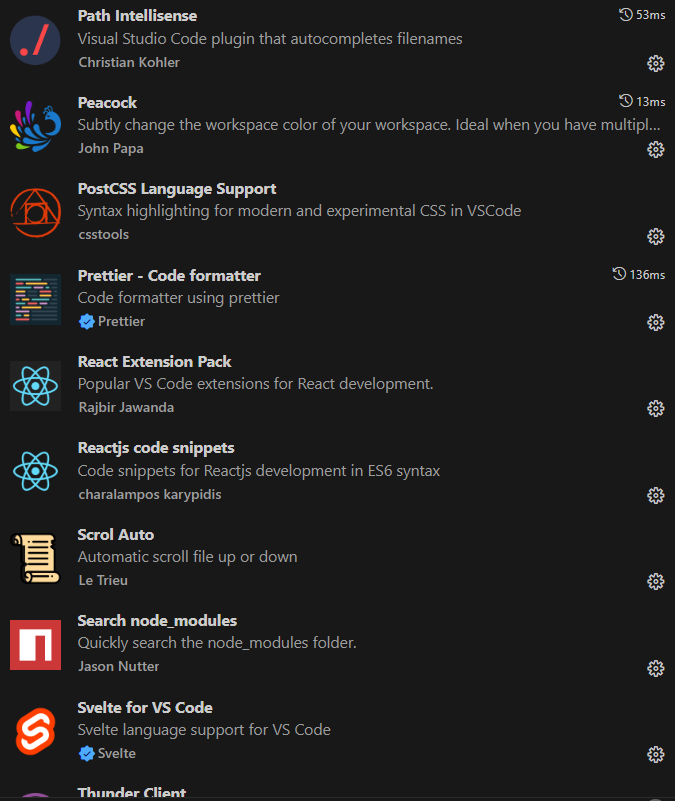 Path Intellisense
53ms
Visual Studio Code plugin that autocompletes filenames
Christian Kohler
Peacock
13ms
Subtly change the workspace color of your workspace. Ideal when you have multipl...
John Papa
PostCSS Language Support
Syntax highlighting for modern and experimental CSS in VSCode
csstools
Prettier - Code formatter
136ms
Code formatter using prettier
Prettier
React Extension Pack
Popular VS Code extensions for React development.
Rajbir Jawanda
Reactjs code snippets
Code snippets for Reactjs development in ES6 syntax
charalampos karypidis
Scrol Auto
Automatic scroll file up or down
Le Trieu
Search node_modules
Quickly search the node_modules folder.
Jason Nutter
Svelte for VS Code
Svelte language support for VS Code
Svelte
Thunder Client